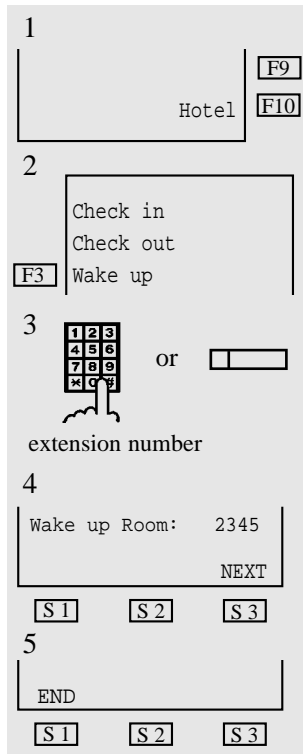 1
F9
Hotel F10
2
Check in
Check out
F3 Wake up
3
1 2 3
4 5 6
7 8 9
* 0 #
or
extension number
4
Wake up Room: 2345
NEXT
S 1 S 2 S 3
5
END
S 1 S 2 S 3